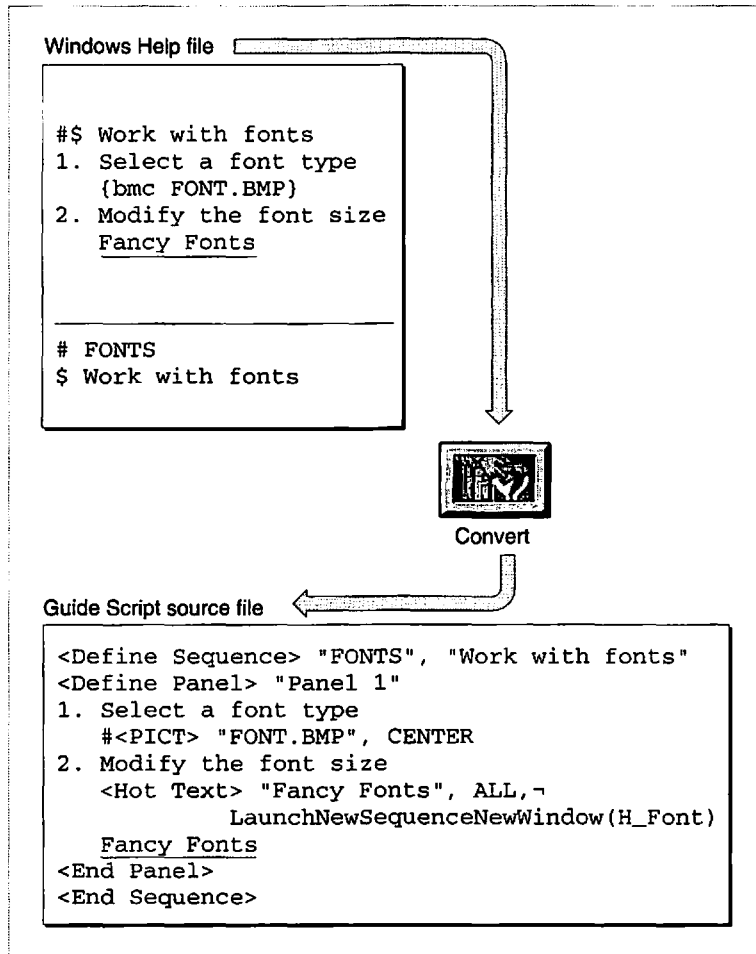 Windows Help file
#$ Work with fonts
1. Select a font type
{bmc FONT.BMP}
2. Modify the font size
Fancy Fonts
# FONTS
$ Work with fonts
Convert
Guide Script source file
<Define Sequence> "FONTS", "Work with fonts"
<Define Panel> "Panel 1"
1. Select a font type
#<PICT> "FONT.BMP", CENTER
2. Modify the font size
<Hot Text> "Fancy Fonts", ALL,¬
LaunchNewSequenceNewWindow(H_Font)
Fancy Fonts
<End Panel>
<End Sequence>